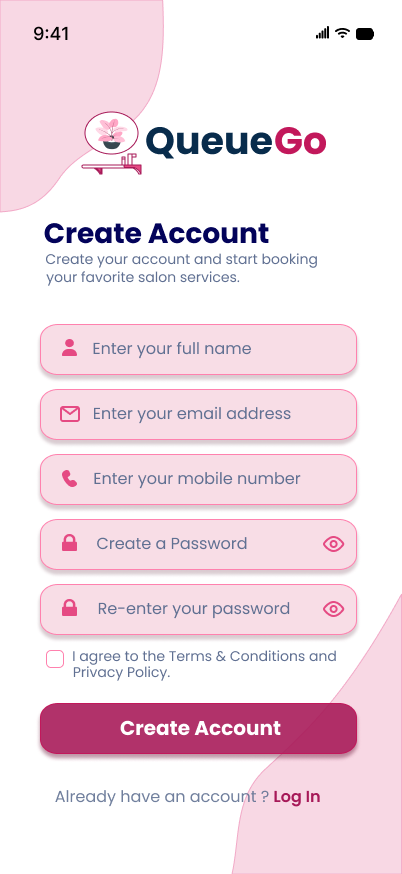 9:41
QueueGo
Create Account
Create your account and start booking
your favorite salon services.
Enter your full name
Enter your email address
Enter your mobile number
Create a Password
Re-enter your password
I agree to the Terms & Conditions and
Privacy Policy.
Create Account
Already have an account ? Log In